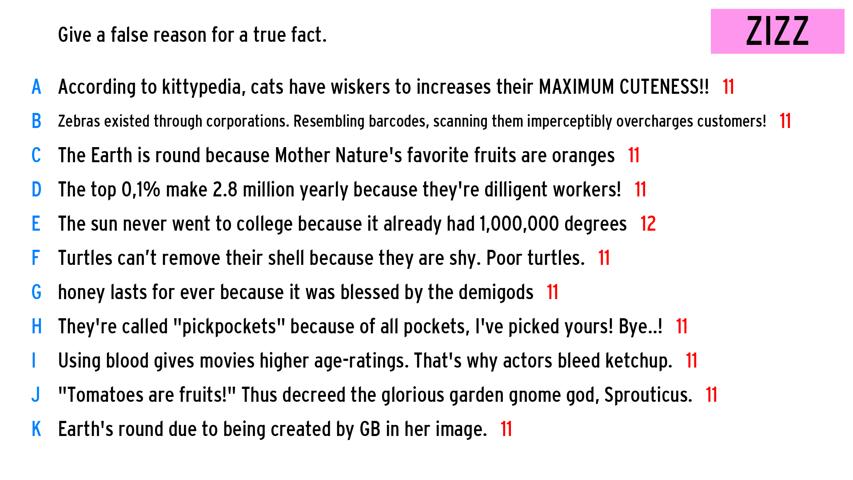 Give a false reason for a true fact.
ZIZZ
A According to kittypedia, cats have wiskers to increases their MAXIMUM CUTENESS!! 11
B Zebras existed through corporations. Resembling barcodes, scanning them imperceptibly overcharges customers! 11
C The Earth is round because Mother Nature's favorite fruits are oranges 11
D The top 0,1% make 2.8 million yearly because they're dilligent workers! 11
E The sun never went to college because it already had 1,000,000 degrees 12
F Turtles can't remove their shell because they are shy. Poor turtles. 11
G honey lasts for ever because it was blessed by the demigods 11
H They're called "pickpockets" because of all pockets, I've picked yours! Bye..! 11
I Using blood gives movies higher age-ratings. That's why actors bleed ketchup. 11
J "Tomatoes are fruits!" Thus decreed the glorious garden gnome god, Sprouticus. 11
K Earth's round due to being created by GB in her image. 11